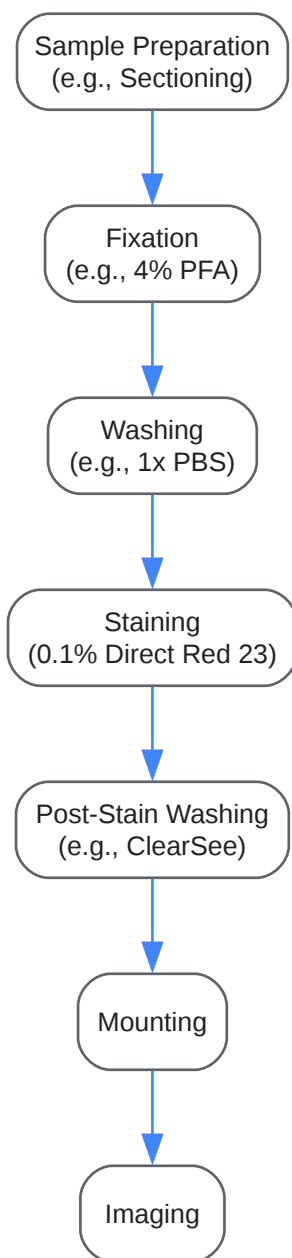 Sample Preparation
(e.g., Sectioning)
Fixation
(e.g., 4% PFA)
Washing
(e.g., 1x PBS)
Staining
(0.1% Direct Red 23)
Post-Stain Washing
(e.g., ClearSee)
Mounting
Imaging